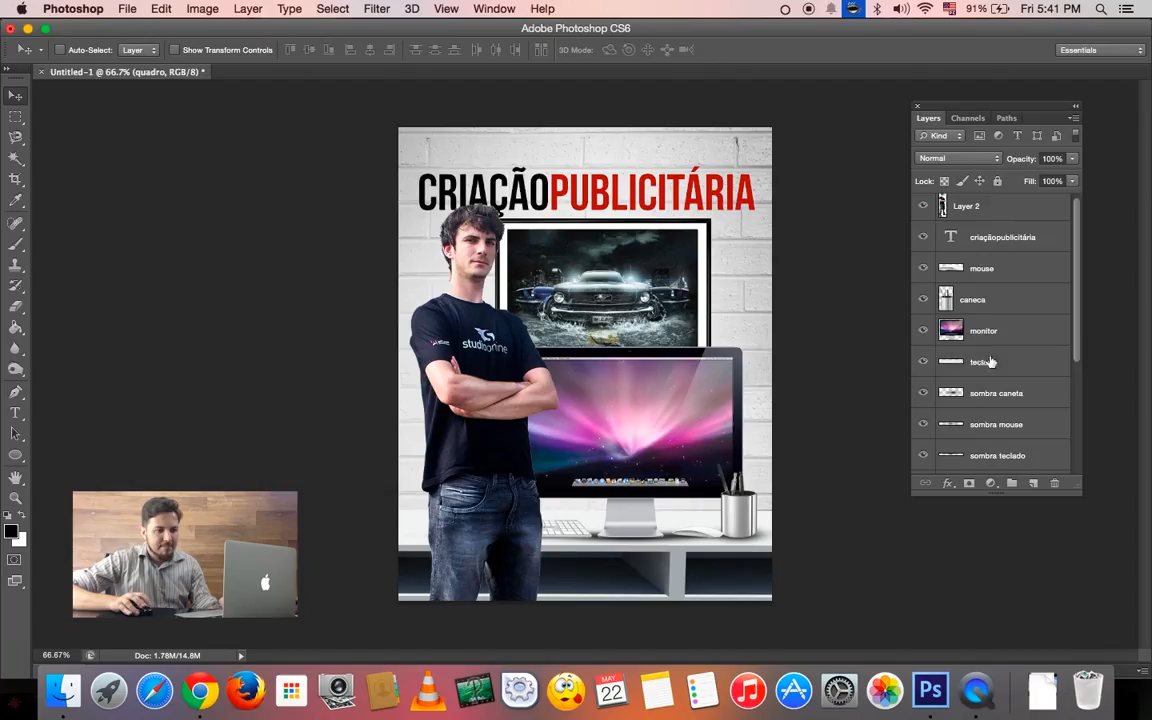 Photoshop File Edit Image Layer Type Select Filter 3D View Window Help 91% Fri 5:41 PM
Adobe Photoshop CS6
Auto-Select: Layer Show Transform Controls 3D Mode: Essentials
Untitled-1 @ 66.7% (quadro, RGB/8) *
Layers Channels Paths
Kind
Normal Opacity: 100%
Lock: Fill: 100%
Layer 2
criaçãopublicitária
mouse
caneca
monitor
sombra caneta
sombra mouse
sombra teclado
CRIAÇÃOPUBLICITÁRIA
66.67% Doc: 1.78M/14.8M
MAY
22
Ps